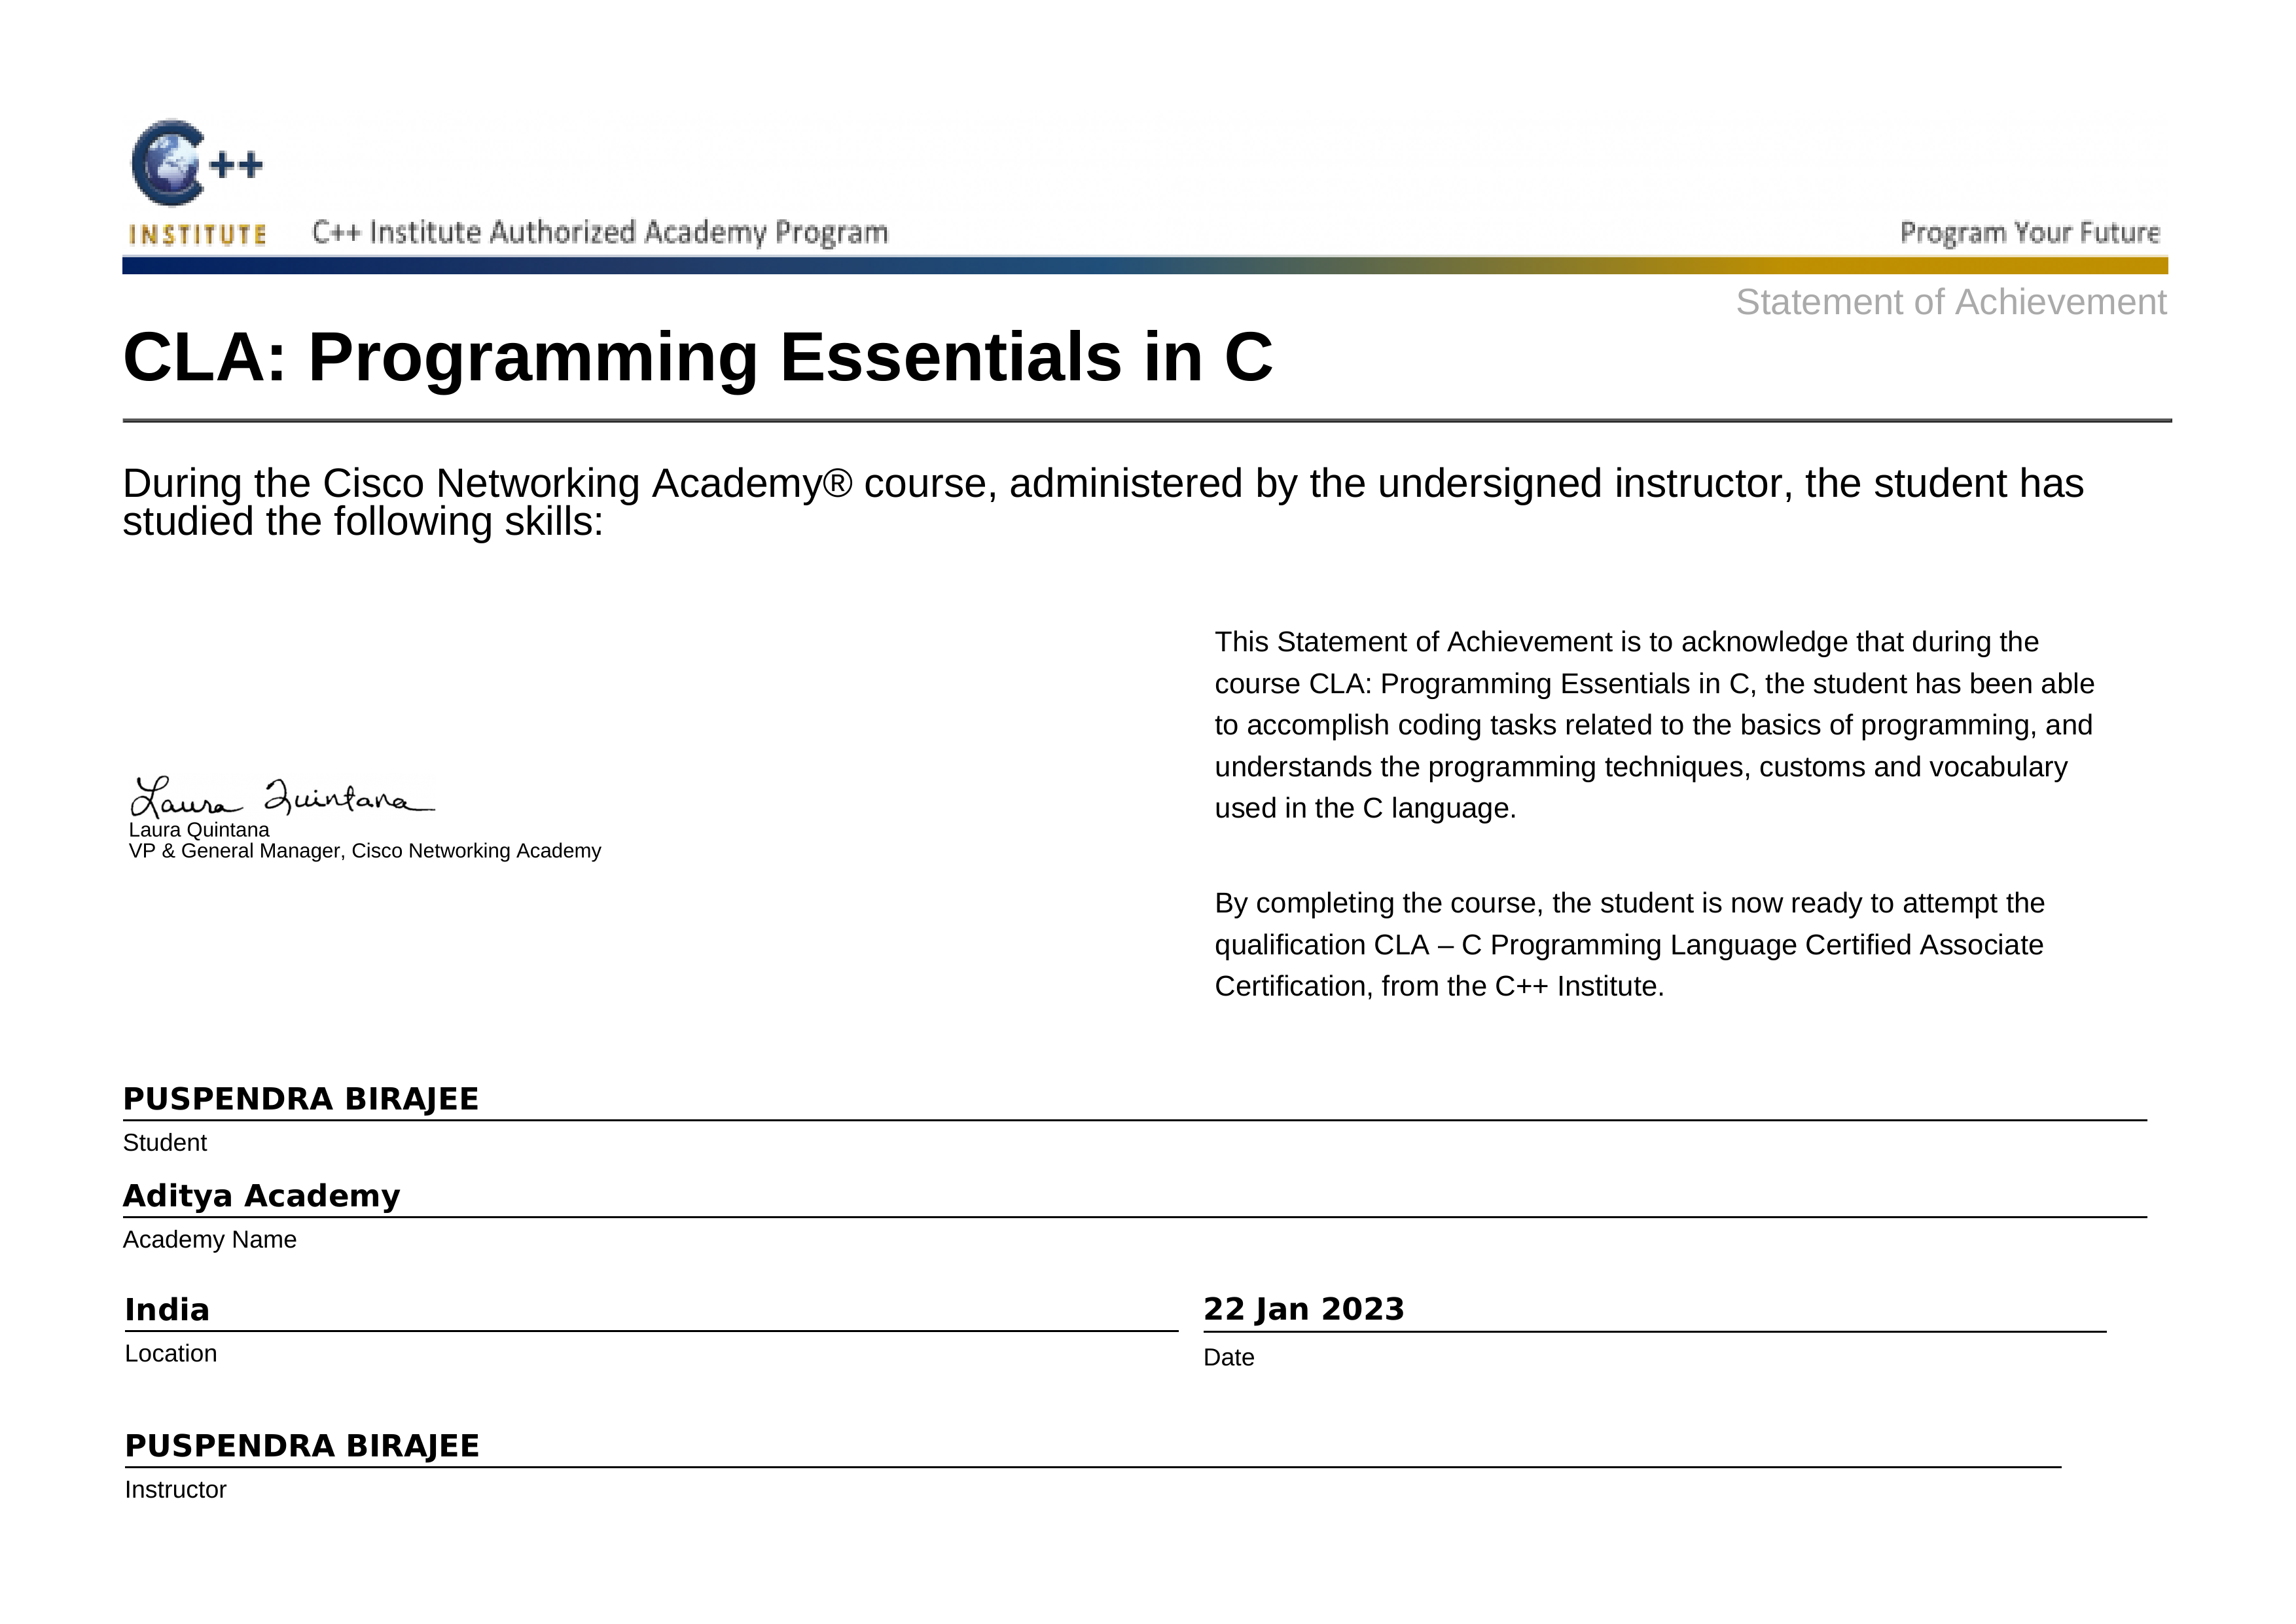 C++
INSTITUTE
C++ Institute Authorized Academy Program
Program Your Future
Statement of Achievement
CLA: Programming Essentials in C
During the Cisco Networking Academy® course, administered by the undersigned instructor, the student has
studied the following skills:
This Statement of Achievement is to acknowledge that during the
course CLA: Programming Essentials in C, the student has been able
to accomplish coding tasks related to the basics of programming, and
understands the programming techniques, customs and vocabulary
used in the C language.
By completing the course, the student is now ready to attempt the
qualification CLA – C Programming Language Certified Associate
Certification, from the C++ Institute.
Laura Quintana
Laura Quintana
VP & General Manager, Cisco Networking Academy
PUSPENDRA BIRAJEE
Student
Aditya Academy
Academy Name
India
Location
22 Jan 2023
Date
PUSPENDRA BIRAJEE
Instructor